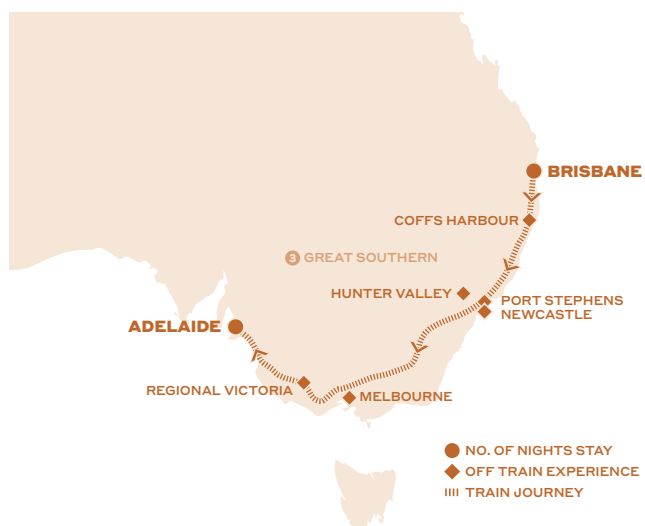 BRISBANE
COFFS HARBOUR
3 GREAT SOUTHERN
HUNTER VALLEY
PORT STEPHENS
NEWCASTLE
ADELAIDE
REGIONAL VICTORIA
MELBOURNE
NO. OF NIGHTS STAY
OFF TRAIN EXPERIENCE
TRAIN JOURNEY